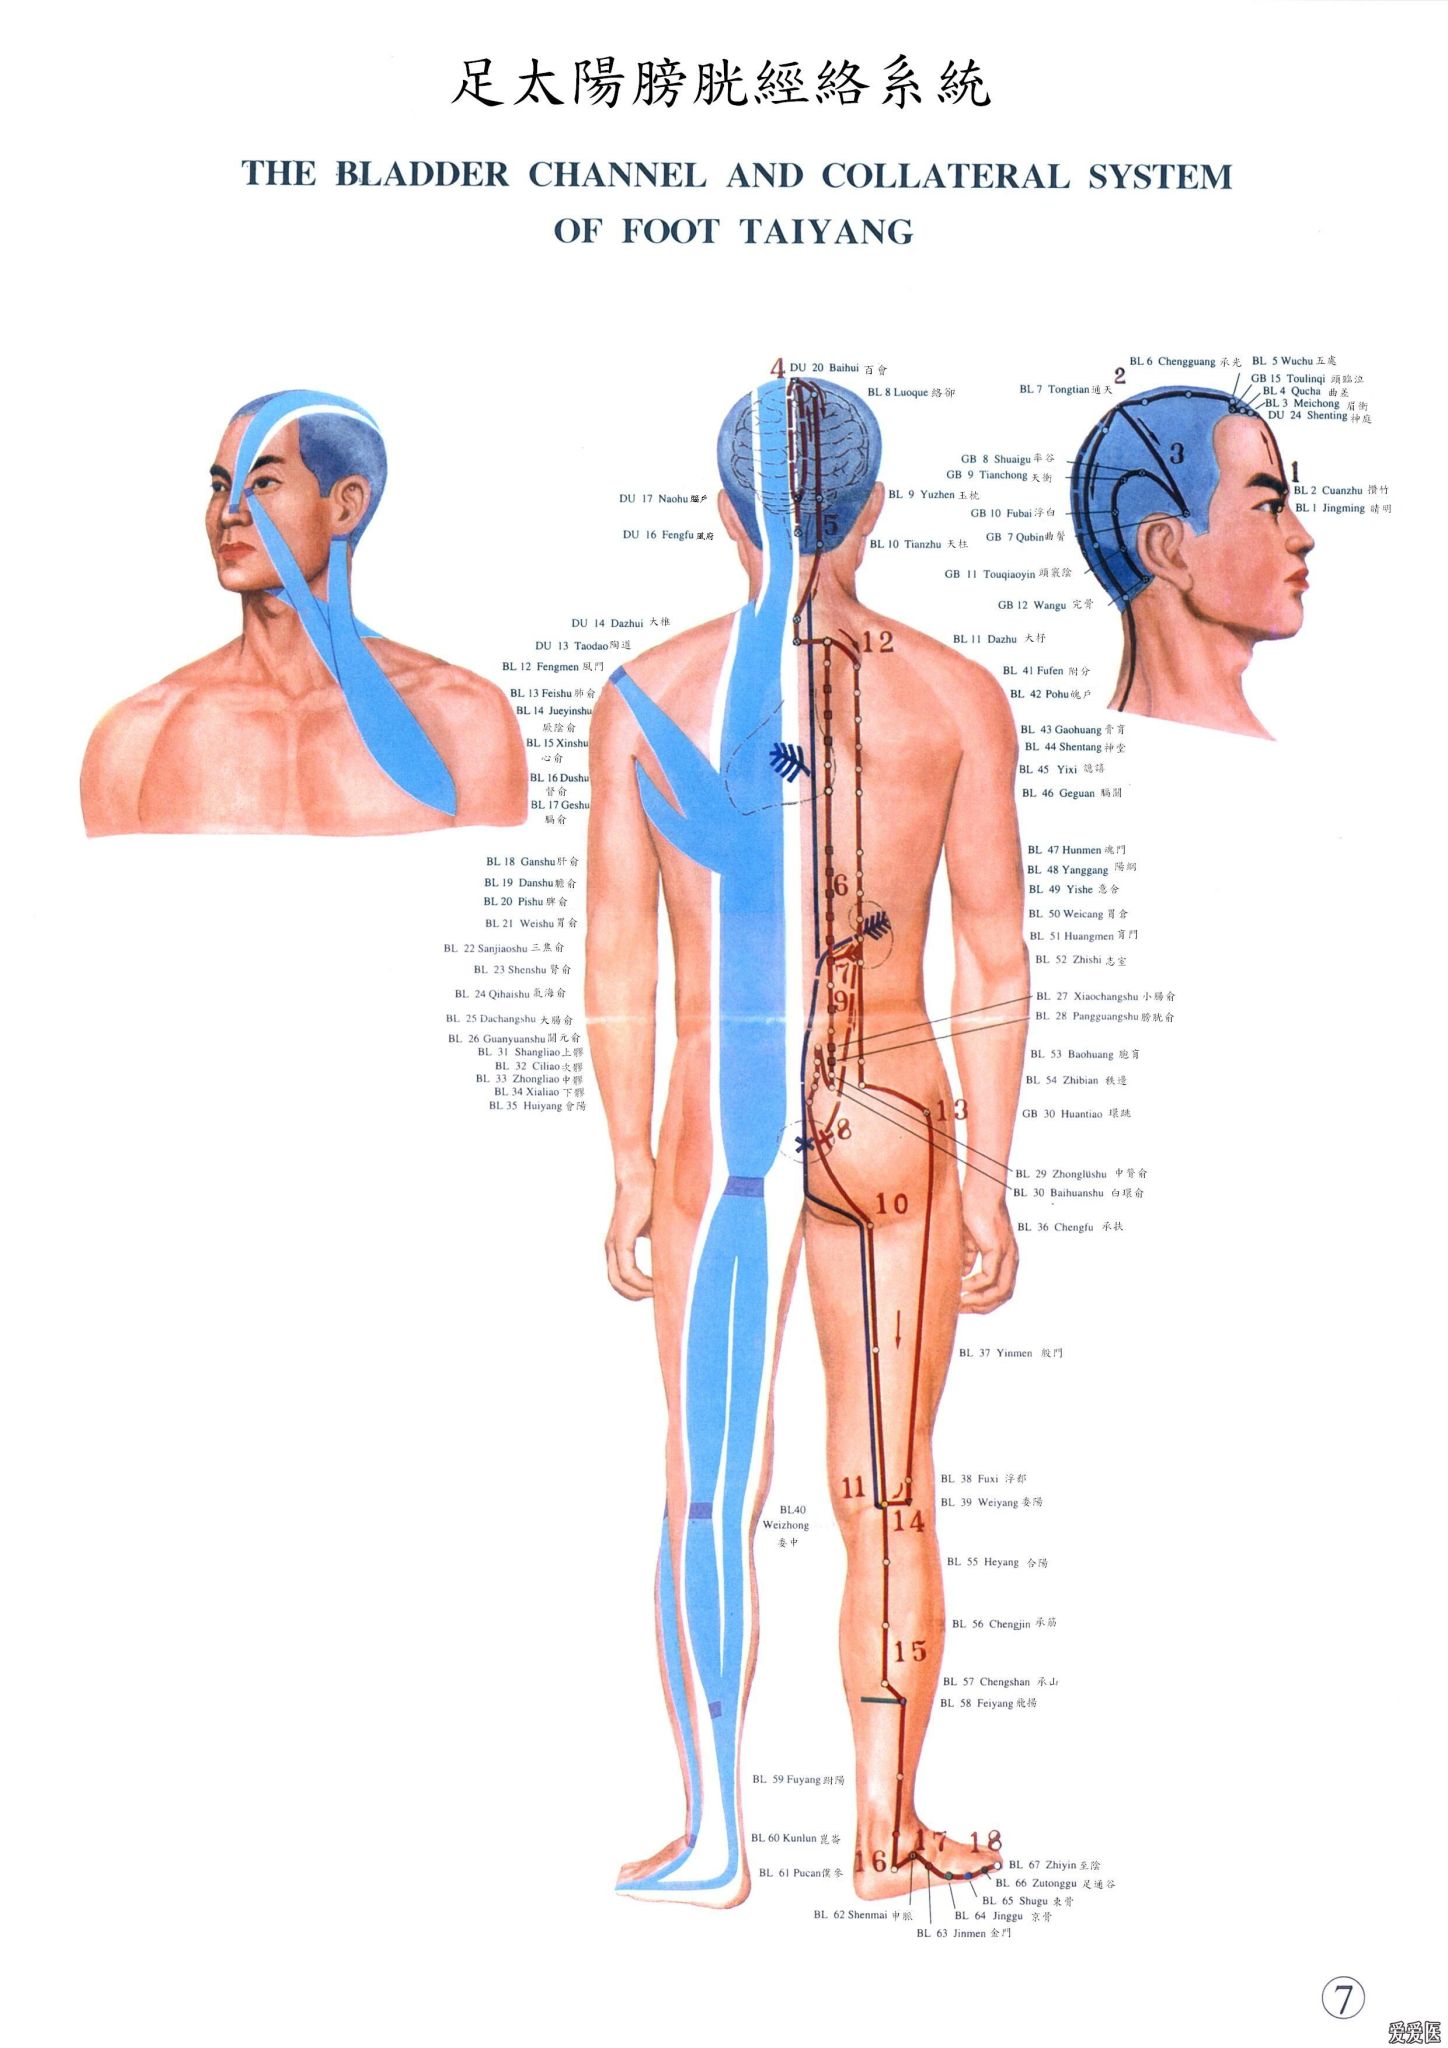 足太陽膀胱經絡系統
THE BLADDER CHANNEL AND COLLATERAL SYSTEM
OF FOOT TAIYANG
4
DU 20 Baihui 百會
BL 8 Luoque 絡卻
DU 17 Naohu 腦戶
DU 16 Fengfu 風府
BL 9 Yuzhen 玉枕
5
BL 10 Tianzhu 天柱
BL 6 Chengguang 承光
BL 5 Wuchu 五處
2
GB 15 Toulinqi 頭臨泣
BL 7 Tongtian 通天
BL 4 Qucha 曲差
BL 3 Meichong 眉衝
DU 24 Shenting 神庭
3
GB 8 Shuaigu 率谷
GB 9 Tianchong 天衝
1
BL 2 Cuanzhu 攢竹
BL 1 Jingming 睛明
GB 10 Fubai 浮白
GB 7 Qubin 曲鬢
GB 11 Touqiaoyin 頭竅陰
GB 12 Wangu 完骨
DU 14 Dazhui 大椎
DU 13 Taodao 陶道
BL 12 Fengmen 風門
BL 13 Feishu 肺俞
BL 14 Jueyinshu
厥陰俞
BL 15 Xinshu
心俞
BL 16 Dushu
督俞
BL 17 Geshu
膈俞
BL 18 Ganshu 肝俞
BL 19 Danshu 膽俞
BL 20 Pishu 脾俞
BL 21 Weishu 胃俞
BL 22 Sanjiaoshu 三焦俞
BL 23 Shenshu 腎俞
BL 24 Qihaishu 氣海俞
BL 25 Dachangshu 大腸俞
BL 26 Guanyuanshu 關元俞
BL 31 Shangliao 上髎
BL 32 Ciliao 次髎
BL 33 Zhongliao 中髎
BL 34 Xialiao 下髎
BL 35 Huiyang 會陽
12
6
7
9
8
13
10
11
14
15
16
17
18
BL 11 Dazhu 大杼
BL 41 Fufen 附分
BL 42 Pohu 魄戶
BL 43 Gaohuang 膏肓
BL 44 Shentang 神堂
BL 45 Yixi 譩譆
BL 46 Geguan 膈關
BL 47 Hunmen 魂門
BL 48 Yanggang 陽綱
BL 49 Yishe 意舍
BL 50 Weicang 胃倉
BL 51 Huangmen 肓門
BL 52 Zhishi 志室
BL 27 Xiaochangshu 小腸俞
BL 28 Pangguangshu 膀胱俞
BL 53 Baohuang 胞肓
BL 54 Zhibian 秩邊
GB 30 Huantiao 環跳
BL 29 Zhonglüshu 中膂俞
BL 30 Baihuanshu 白環俞
BL 36 Chengfu 承扶
BL 37 Yinmen 殷門
BL 38 Fuxi 浮郄
BL 39 Weiyang 委陽
BL40
Weizhong
委中
BL 55 Heyang 合陽
BL 56 Chengjin 承筋
BL 57 Chengshan 承山
BL 58 Feiyang 飛揚
BL 59 Fuyang 跗陽
BL 60 Kunlun 崑崙
BL 61 Pucan 僕參
BL 67 Zhiyin 至陰
BL 66 Zutonggu 足通谷
BL 65 Shugu 束骨
BL 62 Shenmai 申脈
BL 64 Jinggu 京骨
BL 63 Jinmen 金門
7
爱爱医